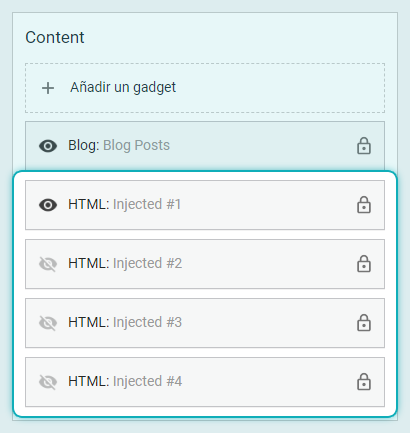 Content
Añadir un gadget
Blog: Blog Posts
HTML: Injected #1
HTML: Injected #2
HTML: Injected #3
HTML: Injected #4